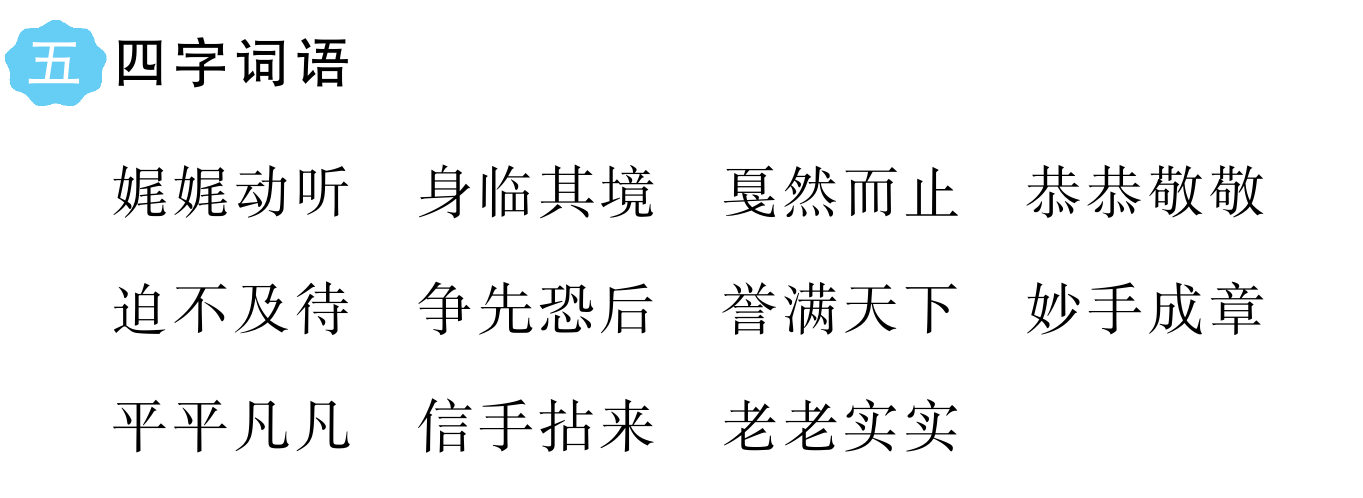 五 四字词语
娓娓动听 身临其境 戛然而止 恭恭敬敬
迫不及待 争先恐后 誉满天下 妙手成章
平平凡凡 信手拈来 老老实实